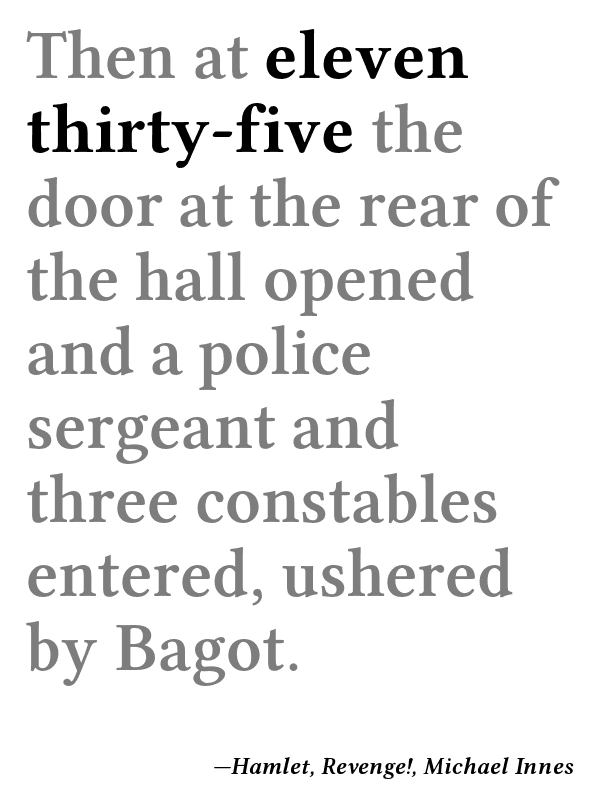 Then at eleven
thirty-five the
door at the rear of
the hall opened
and a police
sergeant and
three constables
entered, ushered
by Bagot.
—Hamlet, Revenge!, Michael Innes